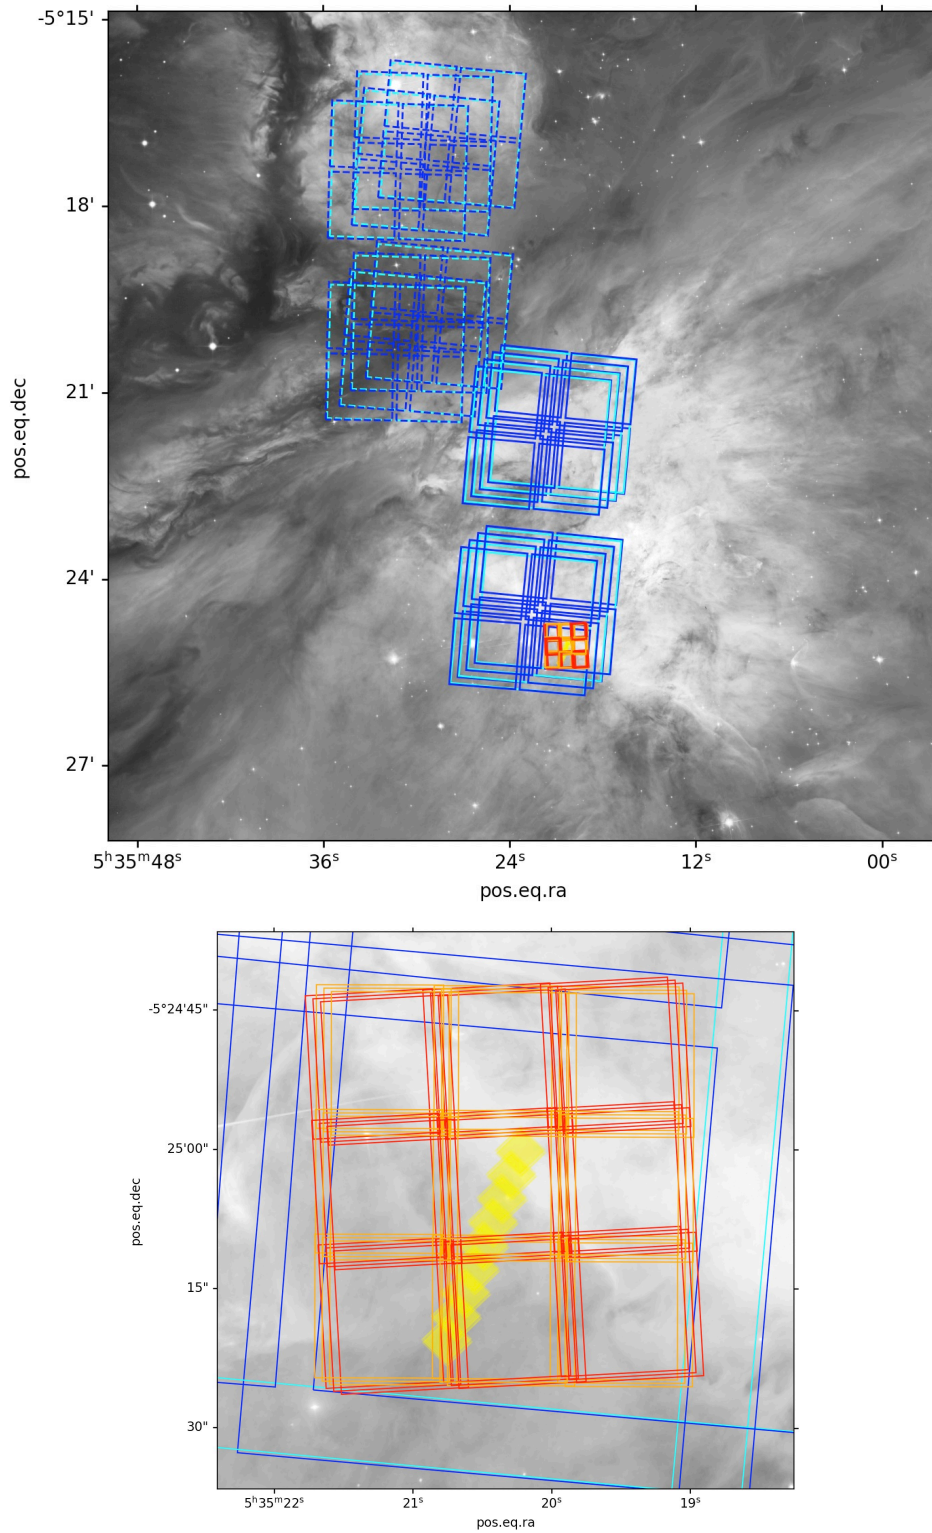 -5°15'
18'
21'
24'
27'
pos.eq.dec
5ʰ35ᵐ48ˢ 36ˢ 24ˢ 12ˢ 00ˢ
pos.eq.ra
-5°24'45"
25'00"
15"
30"
pos.eq.dec
5ʰ35ᵐ22ˢ 21ˢ 20ˢ 19ˢ
pos.eq.ra